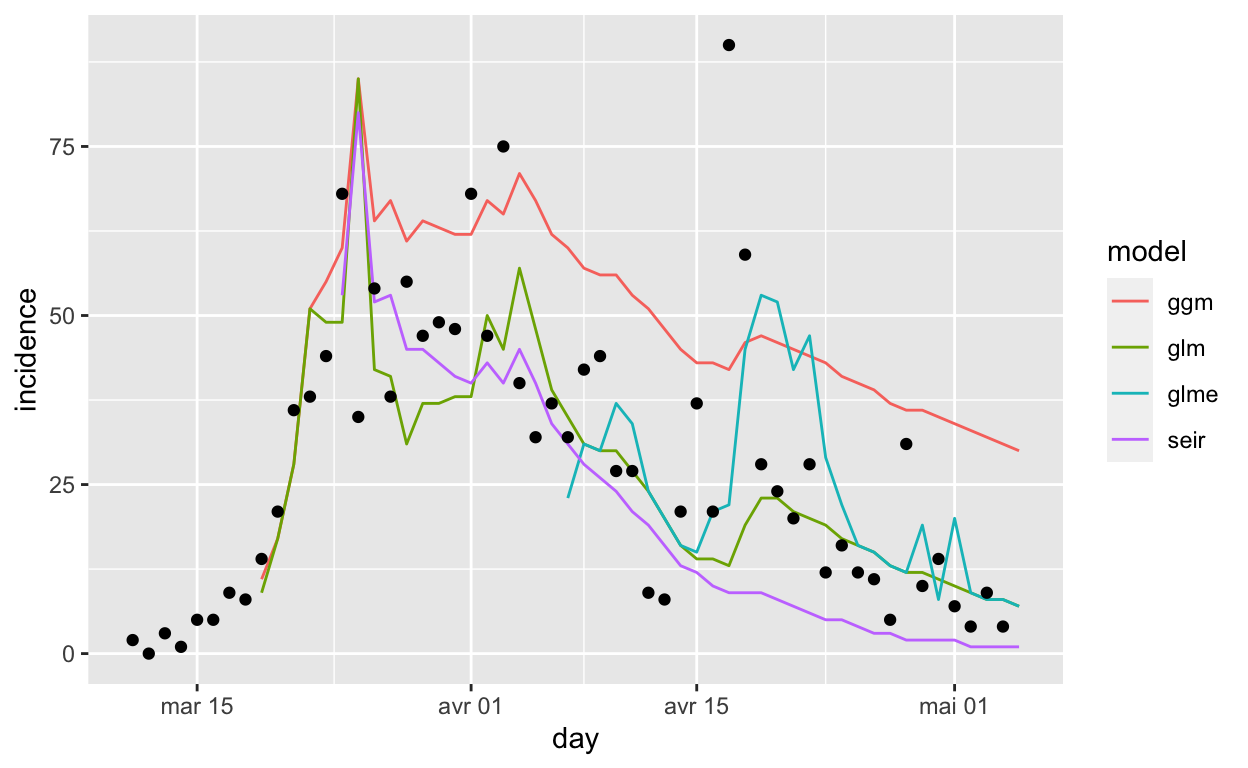 75
50
25
0
incidence
mar 15
avr 01
avr 15
mai 01
day
model
ggm
glm
glme
seir